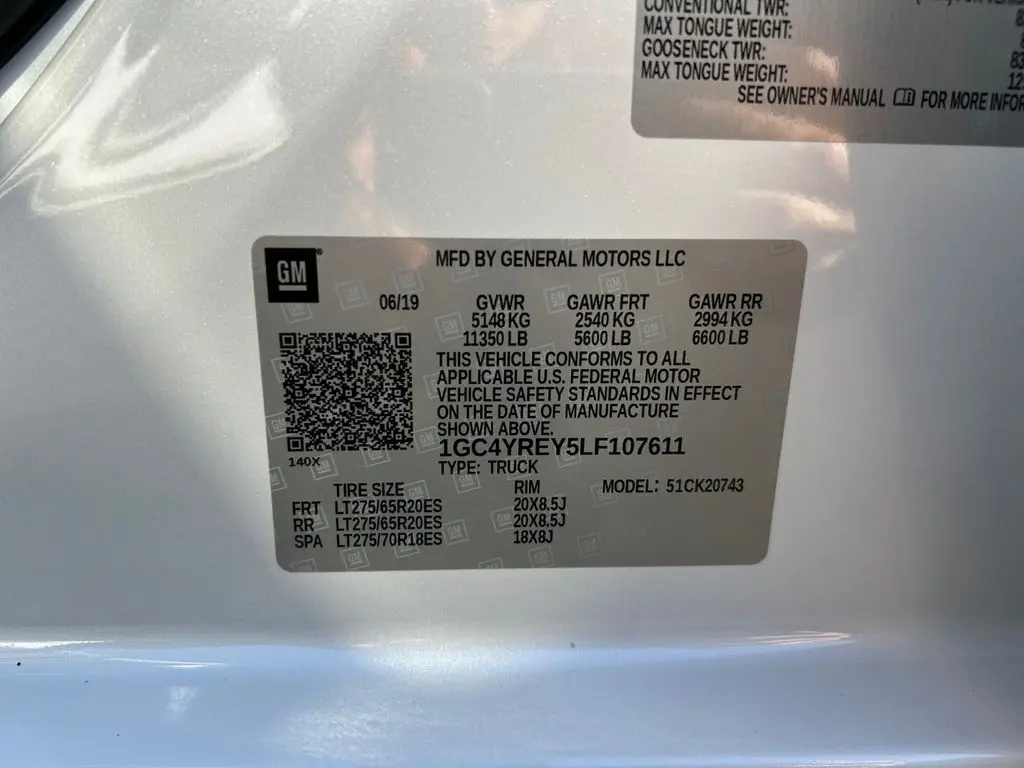 CONVENTIONAL TWR:
MAX TONGUE WEIGHT:
GOOSENECK TWR:
MAX TONGUE WEIGHT:
SEE OWNER'S MANUAL FOR MORE
GM
MFD BY GENERAL MOTORS LLC
06/19 GVWR GAWR FRT GAWR RR
5148 KG 2540 KG 2994 KG
11350 LB 5600 LB 6600 LB
THIS VEHICLE CONFORMS TO ALL
APPLICABLE U.S. FEDERAL MOTOR
VEHICLE SAFETY STANDARDS IN EFFECT
ON THE DATE OF MANUFACTURE
SHOWN ABOVE.
1GC4YREY5LF107611
140X
TYPE: TRUCK
TIRE SIZE RIM MODEL: 51CK20743
FRT LT275/65R20ES 20X8.5J
RR LT275/65R20ES 20X8.5J
SPA LT275/70R18ES 18X8J